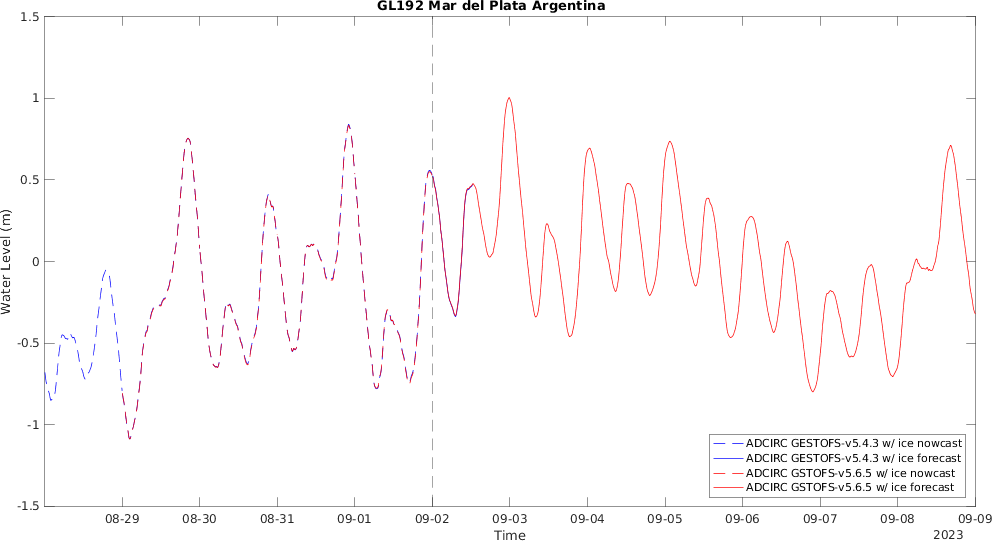 GL192 Mar del Plata Argentina
1.5
1
0.5
0
-0.5
-1
-1.5
Water Level (m)
08-29 08-30 08-31 09-01 09-02 09-03 09-04 09-05 09-06 09-07 09-08 09-09
Time
2023
ADCIRC GESTOFS-v5.4.3 w/ ice nowcast
ADCIRC GESTOFS-v5.4.3 w/ ice forecast
ADCIRC GSTOFS-v5.6.5 w/ ice nowcast
ADCIRC GSTOFS-v5.6.5 w/ ice forecast